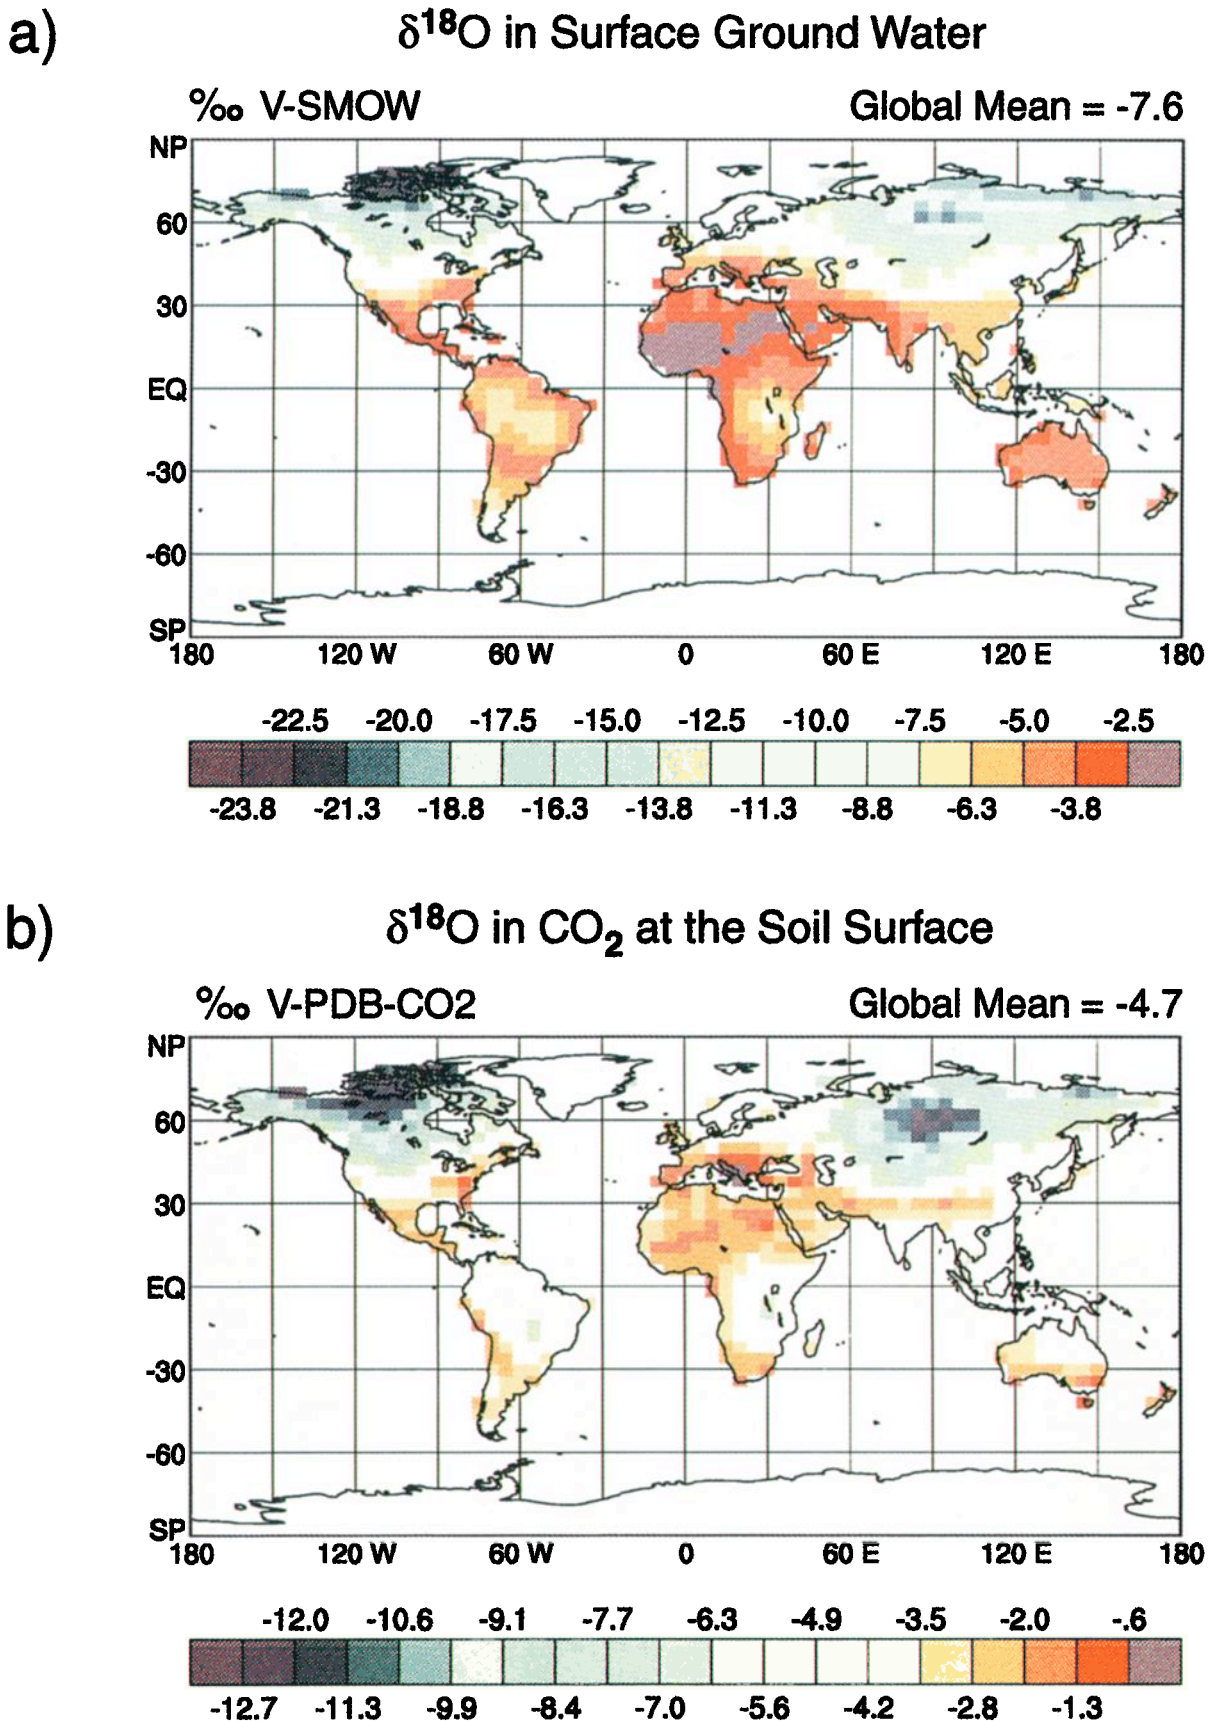 a)
δ18O in Surface Ground Water
‰ V-SMOW Global Mean = -7.6
NP
60
30
EQ
-30
-60
SP
180 120 W 60 W 0 60 E 120 E 180
-22.5 -20.0 -17.5 -15.0 -12.5 -10.0 -7.5 -5.0 -2.5
-23.8 -21.3 -18.8 -16.3 -13.8 -11.3 -8.8 -6.3 -3.8
b)
δ18O in CO2 at the Soil Surface
‰ V-PDB-CO2 Global Mean = -4.7
NP
60
30
EQ
-30
-60
SP
180 120 W 60 W 0 60 E 120 E 180
-12.0 -10.6 -9.1 -7.7 -6.3 -4.9 -3.5 -2.0 -.6
-12.7 -11.3 -9.9 -8.4 -7.0 -5.6 -4.2 -2.8 -1.3